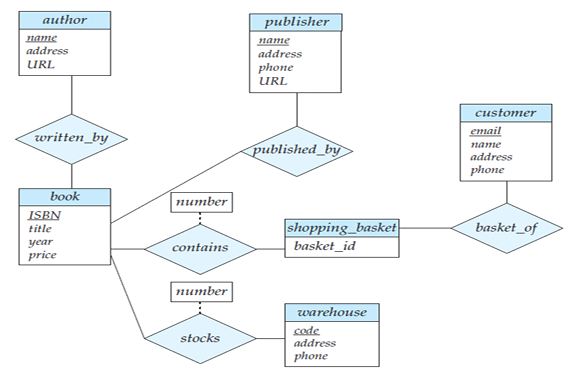 author
name
address
URL
publisher
name
address
phone
URL
customer
email
name
address
phone
written_by
published_by
book
ISBN
title
year
price
number
contains
shopping_basket
basket_id
basket_of
number
stocks
warehouse
code
address
phone